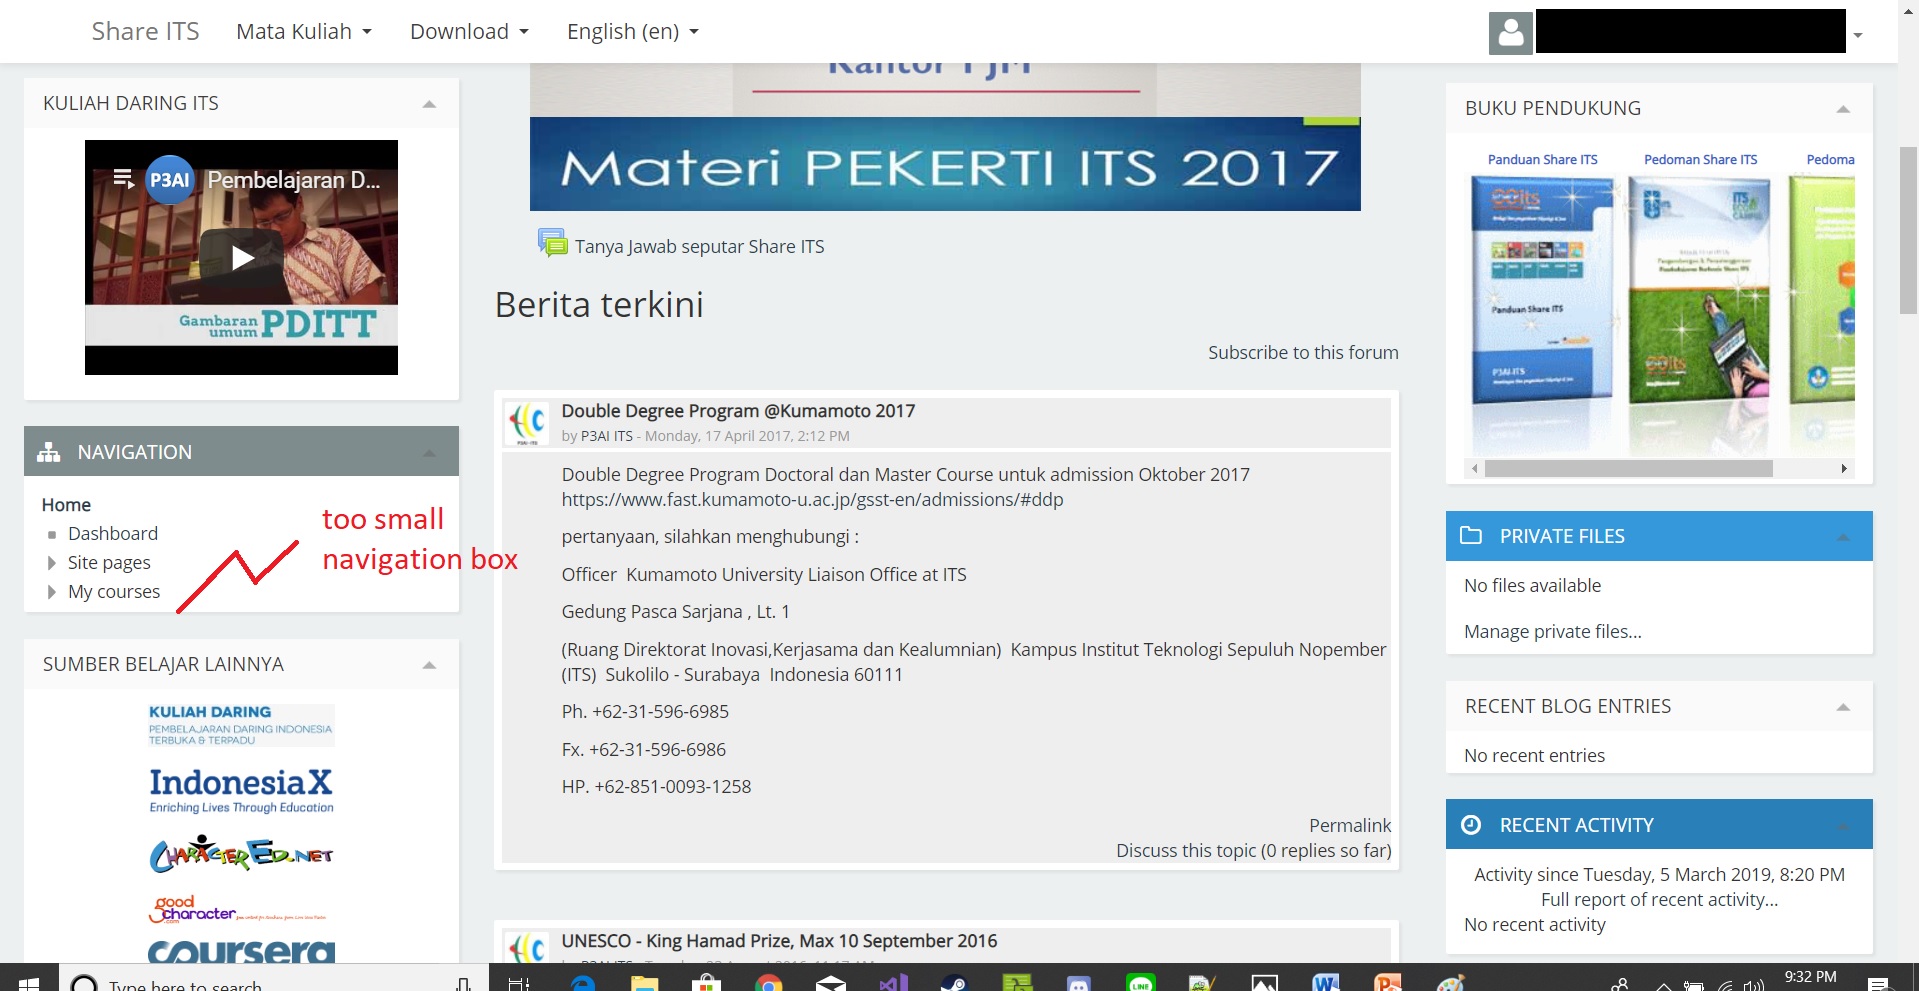 Share ITS
Mata Kuliah
Download
English (en)
KULIAH DARING ITS
P3AI Pembelajaran D...
Gambaran
umum PDITT
NAVIGATION
Home
Dashboard
Site pages
My courses
too small
navigation box
SUMBER BELAJAR LAINNYA
KULIAH DARING
PEMBELAJARAN DARING INDONESIA
TERBUKA & TERPADU
IndonesiaX
Enriching Lives Through Education
CHARACTERED.NET
good
character
.com
coursera
Kantor PJM
Materi PEKERTI ITS 2017
Tanya Jawab seputar Share ITS
Berita terkini
Subscribe to this forum
Double Degree Program @Kumamoto 2017
by P3AI ITS - Monday, 17 April 2017, 2:12 PM
Double Degree Program Doctoral dan Master Course untuk admission Oktober 2017
https://www.fast.kumamoto-u.ac.jp/gsst-en/admissions/#ddp
pertanyaan, silahkan menghubungi :
Officer Kumamoto University Liaison Office at ITS
Gedung Pasca Sarjana , Lt. 1
(Ruang Direktorat Inovasi,Kerjasama dan Kealumnian) Kampus Institut Teknologi Sepuluh Nopember
(ITS) Sukolilo - Surabaya Indonesia 60111
Ph. +62-31-596-6985
Fx. +62-31-596-6986
HP. +62-851-0093-1258
Permalink
Discuss this topic (0 replies so far)
UNESCO - King Hamad Prize, Max 10 September 2016
BUKU PENDUKUNG
Panduan Share ITS
Pedoman Share ITS
Pedoma
Panduan Share ITS
P3AI-ITS
PRIVATE FILES
No files available
Manage private files...
RECENT BLOG ENTRIES
No recent entries
RECENT ACTIVITY
Activity since Tuesday, 5 March 2019, 8:20 PM
Full report of recent activity...
No recent activity
Type here to search
9:32 PM